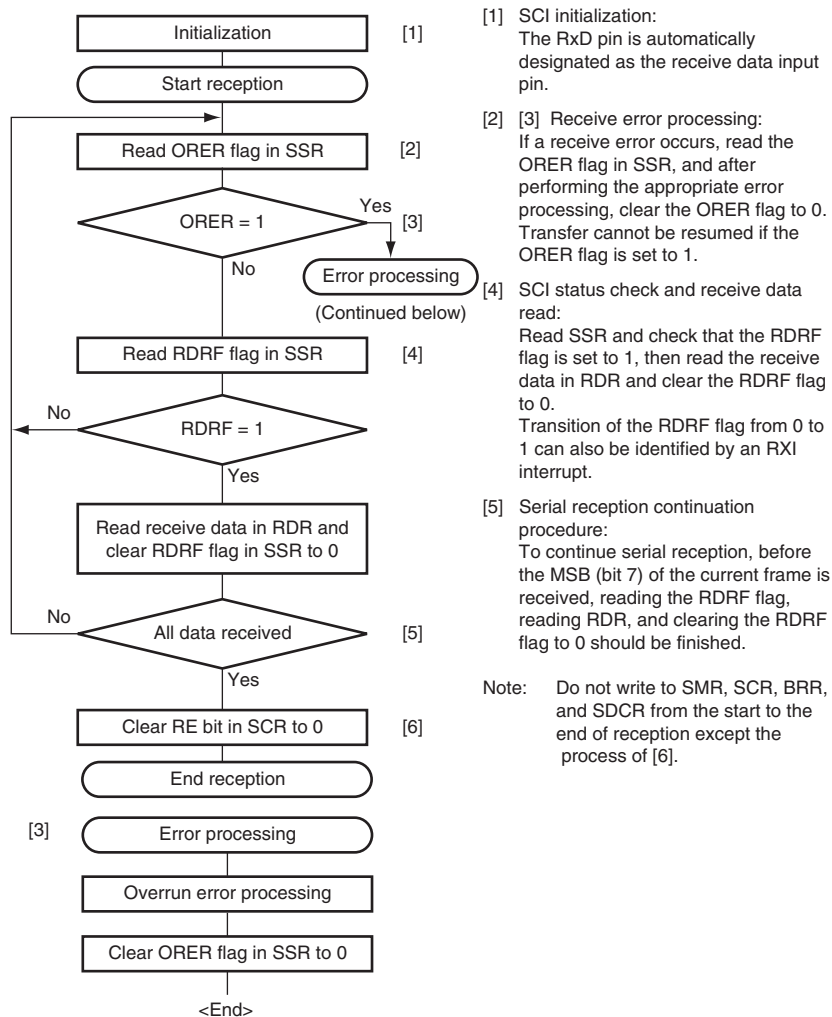 Initialization [1]
Start reception
Read ORER flag in SSR [2]
ORER = 1
Yes
[3]
No
Error processing
(Continued below)
Read RDRF flag in SSR [4]
No
RDRF = 1
Yes
Read receive data in RDR and
clear RDRF flag in SSR to 0
No
All data received [5]
Yes
Clear RE bit in SCR to 0 [6]
End reception
[3] Error processing
Overrun error processing
Clear ORER flag in SSR to 0
<End>
[1] SCI initialization:
The RxD pin is automatically
designated as the receive data input
pin.
[2] [3] Receive error processing:
If a receive error occurs, read the
ORER flag in SSR, and after
performing the appropriate error
processing, clear the ORER flag to 0.
Transfer cannot be resumed if the
ORER flag is set to 1.
[4] SCI status check and receive data
read:
Read SSR and check that the RDRF
flag is set to 1, then read the receive
data in RDR and clear the RDRF flag
to 0.
Transition of the RDRF flag from 0 to
1 can also be identified by an RXI
interrupt.
[5] Serial reception continuation
procedure:
To continue serial reception, before
the MSB (bit 7) of the current frame is
received, reading the RDRF flag,
reading RDR, and clearing the RDRF
flag to 0 should be finished.
Note: Do not write to SMR, SCR, BRR,
and SDCR from the start to the
end of reception except the
process of [6].